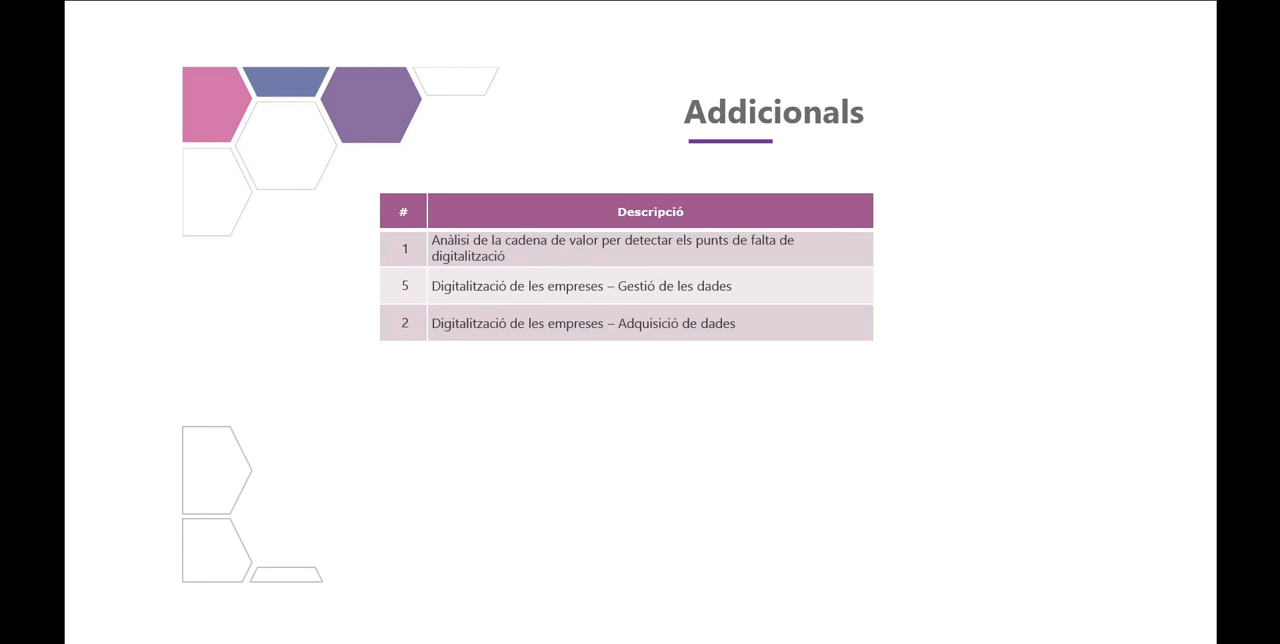 Addicionals
# Descripció
1 Anàlisi de la cadena de valor per detectar els punts de falta de
digitalització
5 Digitalització de les empreses – Gestió de les dades
2 Digitalització de les empreses – Adquisició de dades